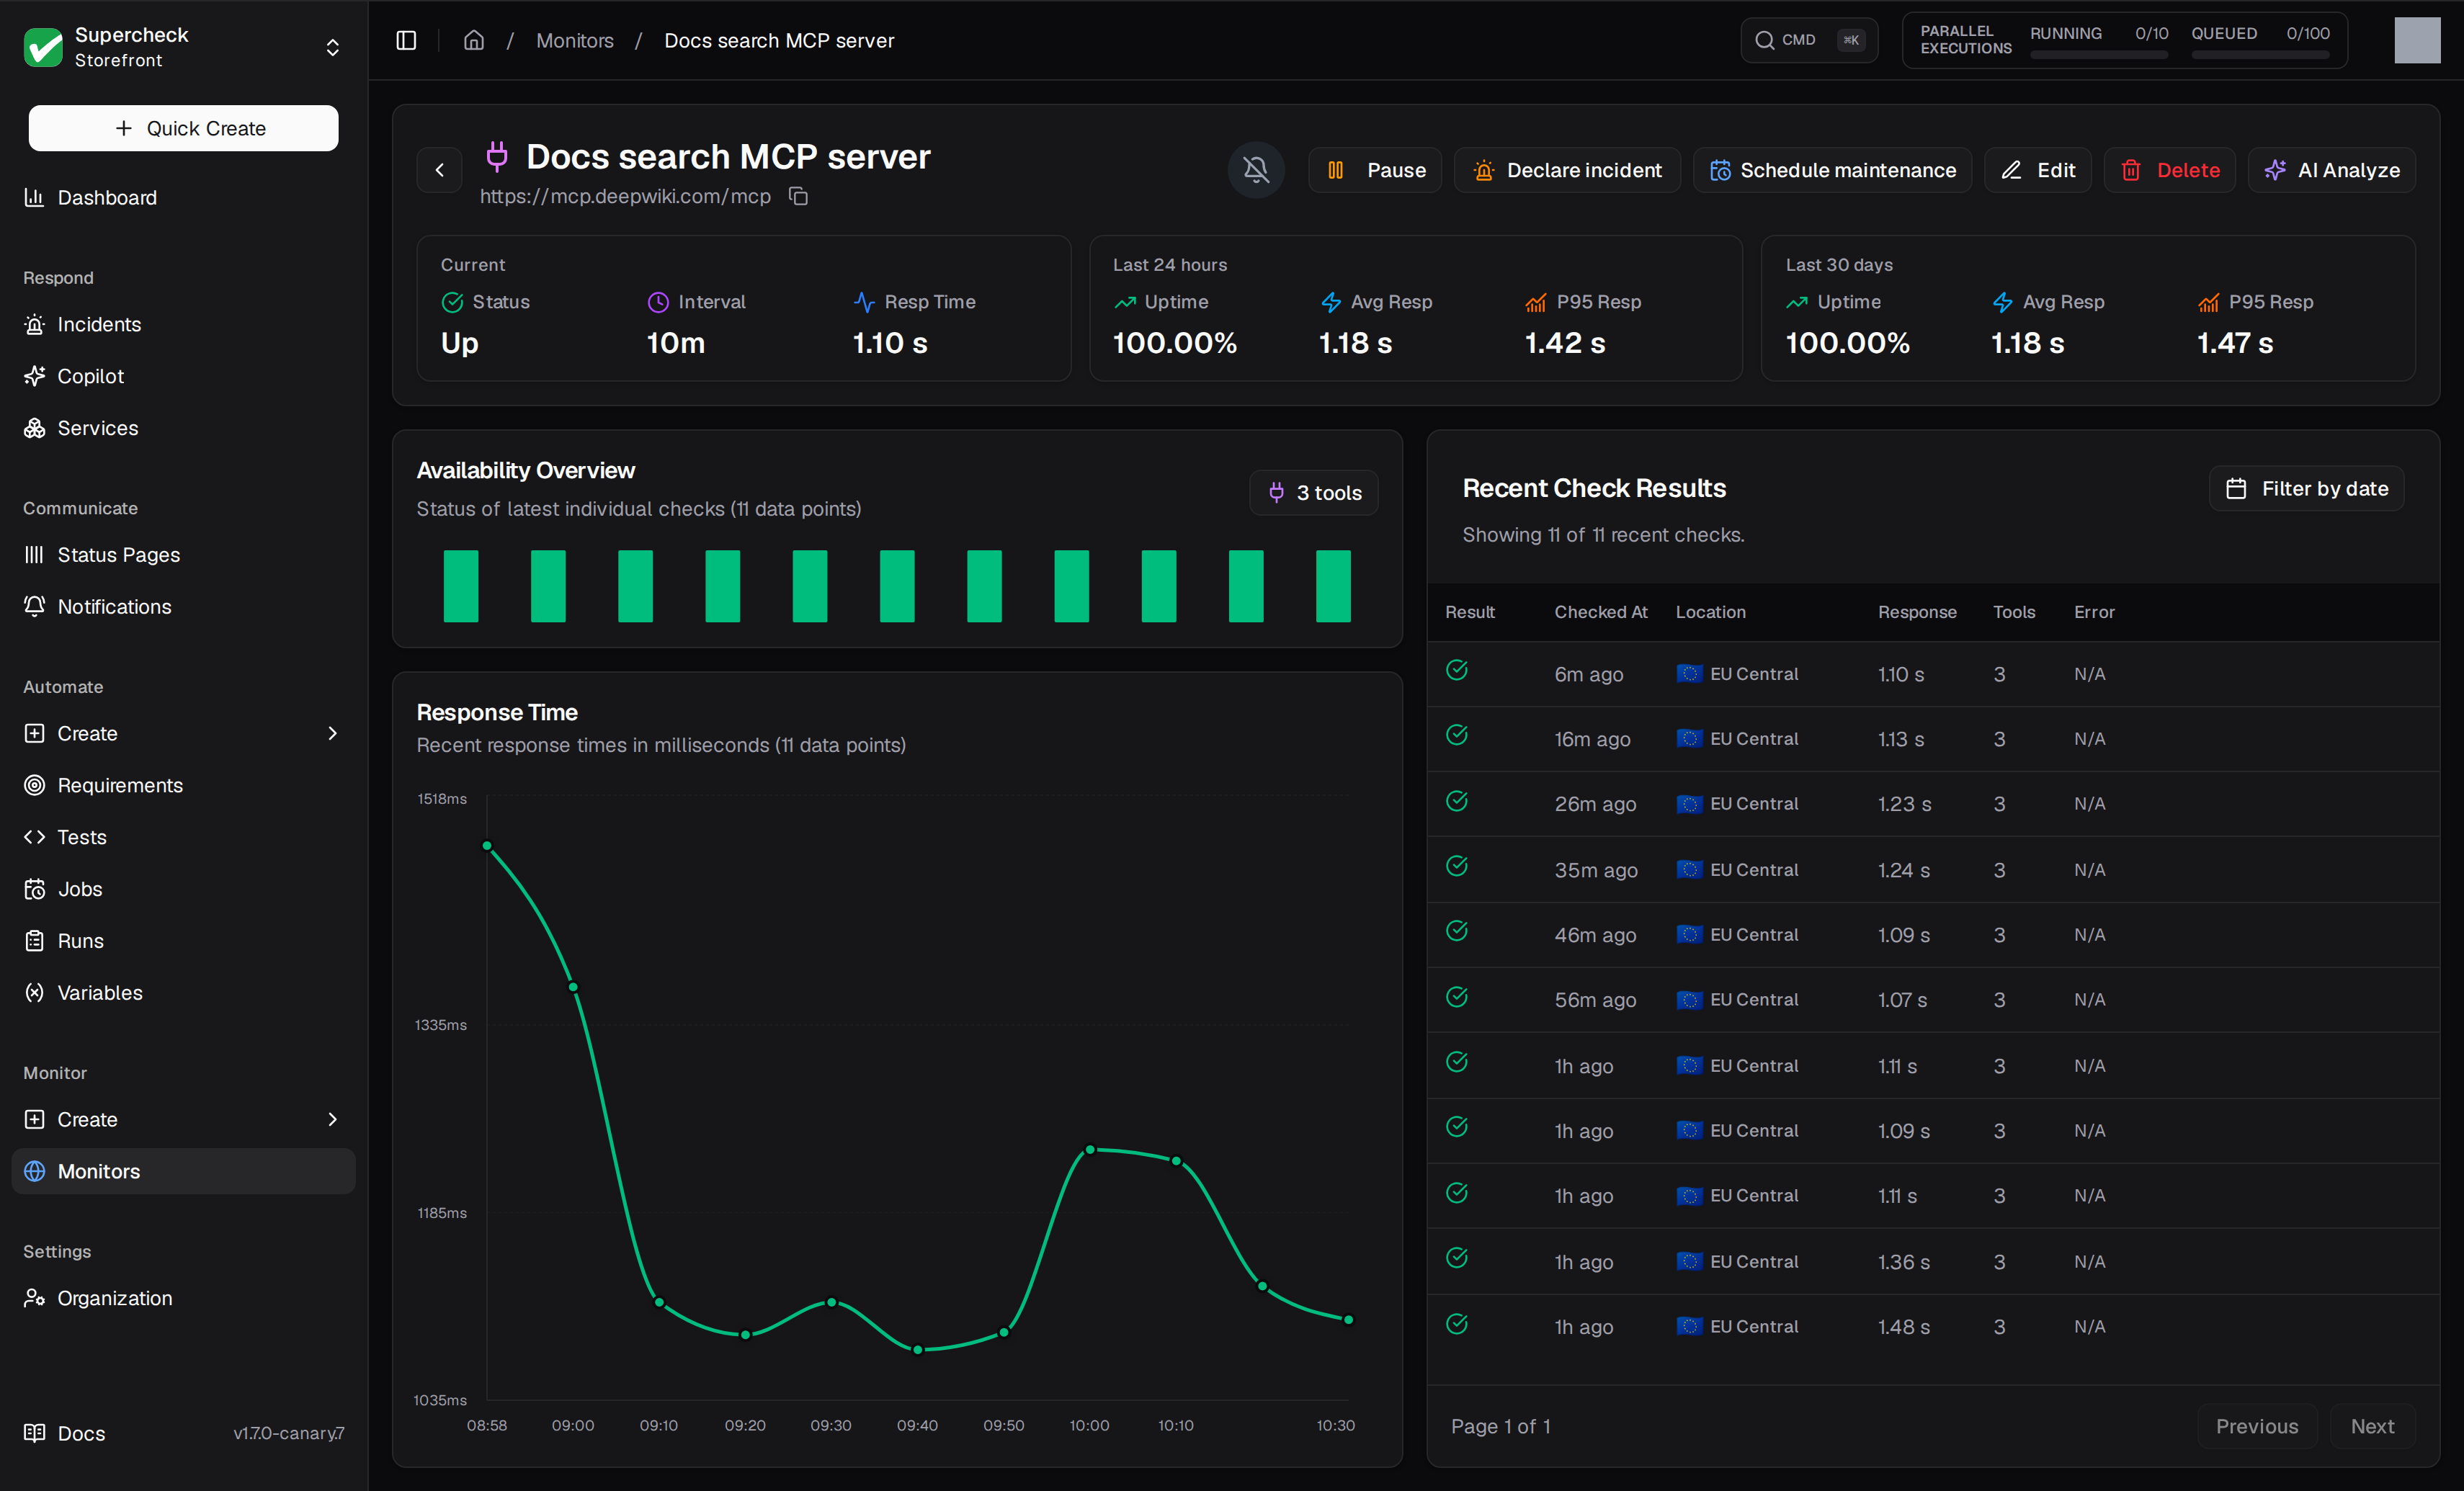 Supercheck
Storefront
Quick Create
Dashboard
Respond
Incidents
Copilot
Services
Communicate
Status Pages
Notifications
Automate
Create
Requirements
Tests
Jobs
Runs
Variables
Monitor
Create
Monitors
Settings
Organization
Docs v1.7.0-canary.7
/ Monitors / Docs search MCP server
CMD ⌘K
PARALLEL EXECUTIONS
RUNNING 0/10 QUEUED 0/100
Docs search MCP server
https://mcp.deepwiki.com/mcp
Pause Declare incident Schedule maintenance Edit Delete AI Analyze
Current
Status Interval Resp Time
Up 10m 1.10 s
Last 24 hours
Uptime Avg Resp P95 Resp
100.00% 1.18 s 1.42 s
Last 30 days
Uptime Avg Resp P95 Resp
100.00% 1.18 s 1.47 s
Availability Overview
Status of latest individual checks (11 data points)
3 tools
Response Time
Recent response times in milliseconds (11 data points)
1518ms
1335ms
1185ms
1035ms
08:58 09:00 09:10 09:20 09:30 09:40 09:50 10:00 10:10 10:30
Recent Check Results
Showing 11 of 11 recent checks.
Filter by date
Result Checked At Location Response Tools Error
6m ago EU Central 1.10 s 3 N/A
16m ago EU Central 1.13 s 3 N/A
26m ago EU Central 1.23 s 3 N/A
35m ago EU Central 1.24 s 3 N/A
46m ago EU Central 1.09 s 3 N/A
56m ago EU Central 1.07 s 3 N/A
1h ago EU Central 1.11 s 3 N/A
1h ago EU Central 1.09 s 3 N/A
1h ago EU Central 1.11 s 3 N/A
1h ago EU Central 1.36 s 3 N/A
1h ago EU Central 1.48 s 3 N/A
Page 1 of 1
Previous Next